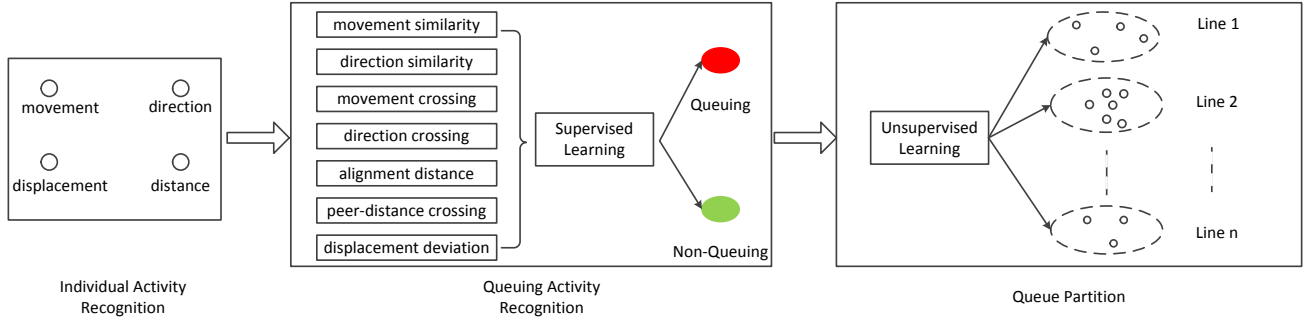 movement
direction
displacement
distance
Individual Activity
Recognition
movement similarity
direction similarity
movement crossing
direction crossing
alignment distance
peer-distance crossing
displacement deviation
Supervised
Learning
Queuing
Non-Queuing
Queuing Activity
Recognition
Unsupervised
Learning
Line 1
Line 2
Line n
Queue Partition